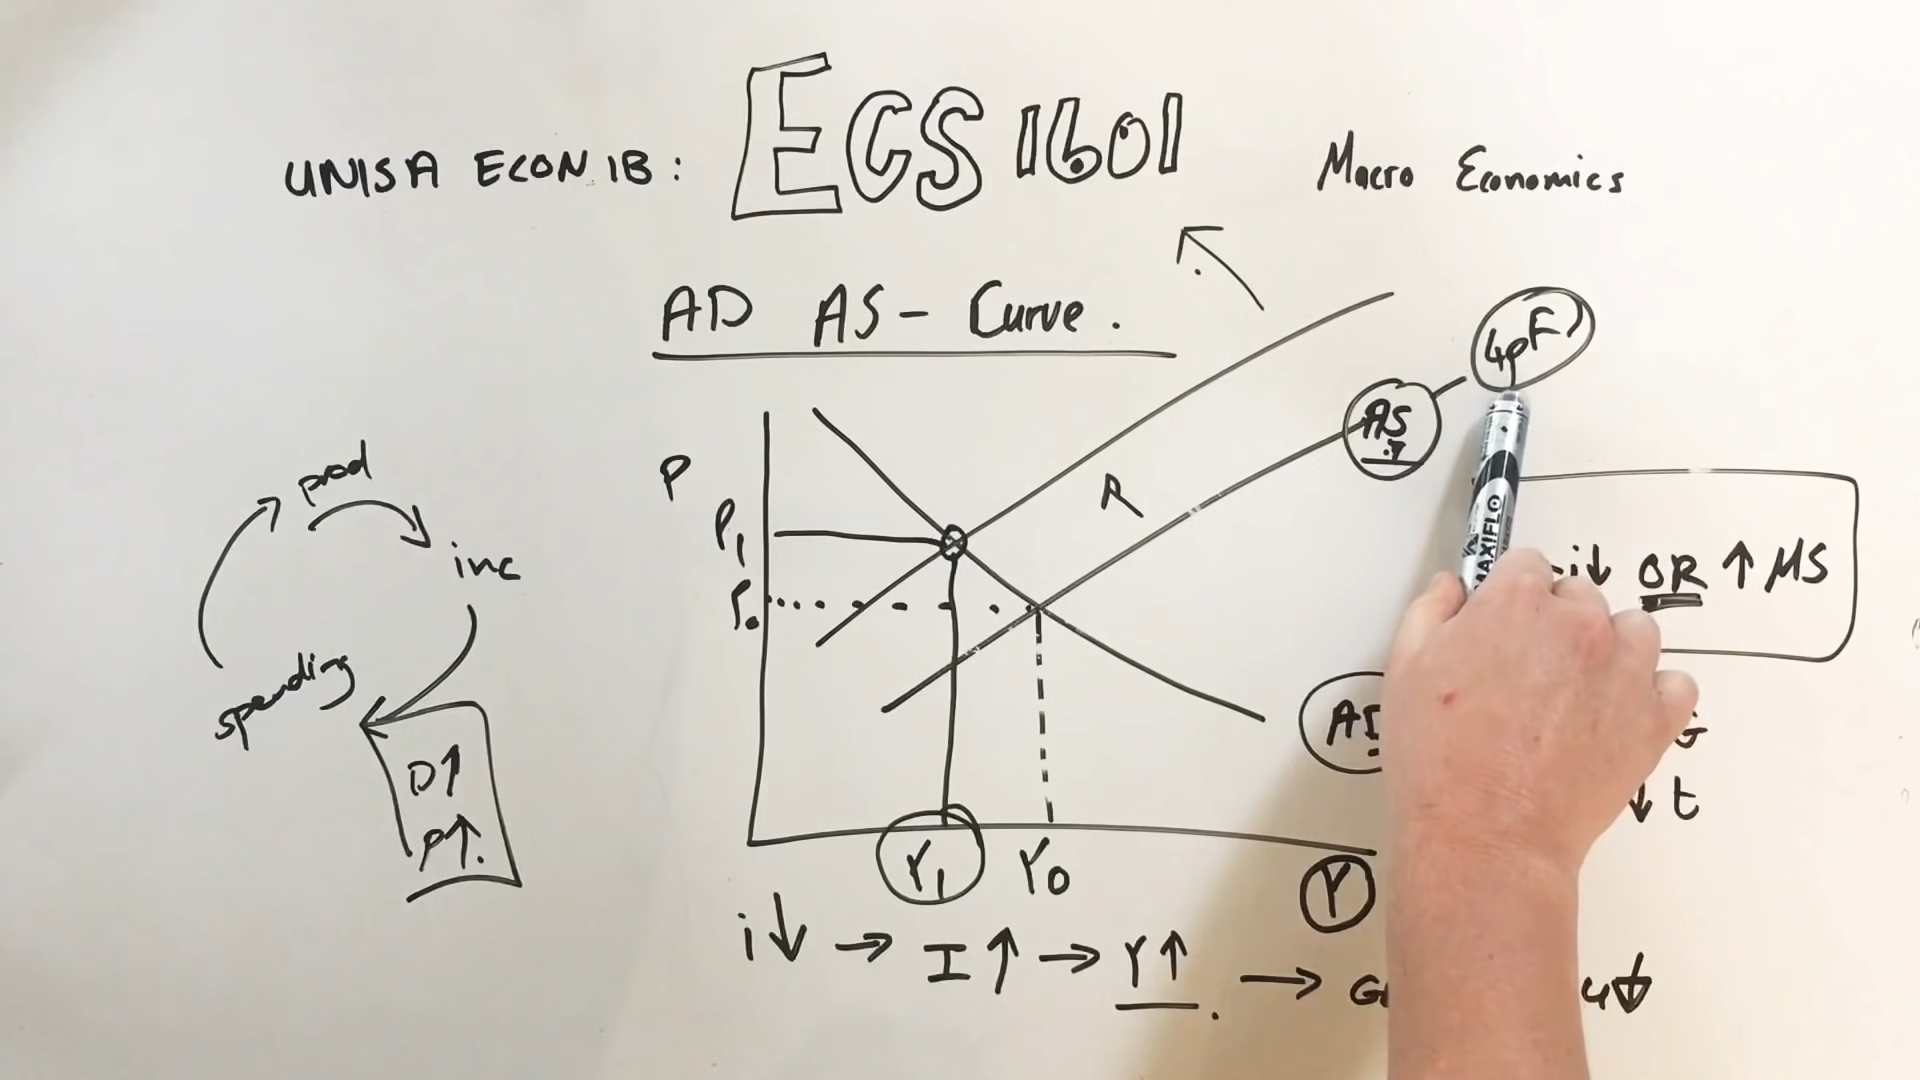 UNISA ECON 1B: ECS 1601 Macro Economics
AD AS - Curve.
4pF)
AS
P
P1
P0
prod
inc
spending
D↑
P↑.
i↓ OR ↑ MS
↓ t
Y1 Y0 Y
i↓ → I↑ → Y↑. →
MAXIFLO